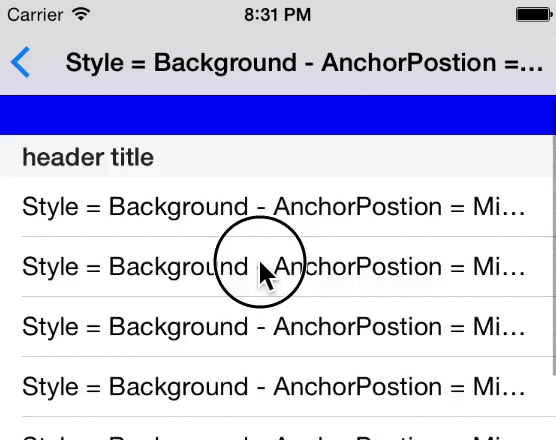 Carrier 8:31 PM
Style = Background - AnchorPostion =...
header title
Style = Background - AnchorPostion = Mi...
Style = Background - AnchorPostion = Mi...
Style = Background - AnchorPostion = Mi...
Style = Background - AnchorPostion = Mi...